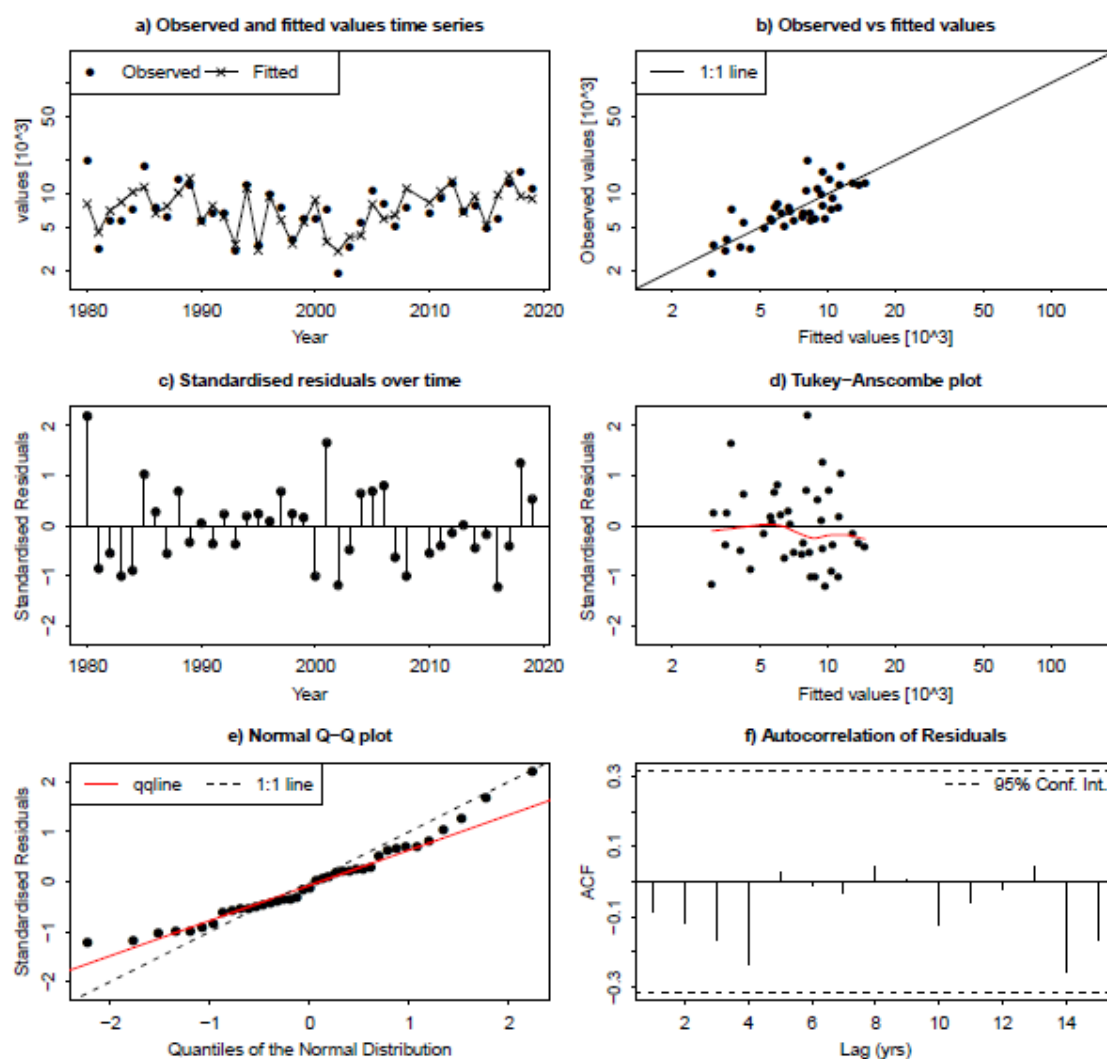 a) Observed and fitted values time series
Observed Fitted
values [10^3]
50
10
5
2
1980 1990 2000 2010 2020
Year
b) Observed vs fitted values
1:1 line
Observed values [10^3]
50
10
5
2
2 5 10 20 50 100
Fitted values [10^3]
c) Standardised residuals over time
Standardised Residuals
2
1
0
−1
−2
1980 1990 2000 2010 2020
Year
d) Tukey−Anscombe plot
Standardised Residuals
2
1
0
−1
−2
2 5 10 20 50 100
Fitted values [10^3]
e) Normal Q−Q plot
qqline 1:1 line
Standardised Residuals
2
1
0
−1
−2
−2 −1 0 1 2
Quantiles of the Normal Distribution
f) Autocorrelation of Residuals
95% Conf. Int.
ACF
0.3
0.1
−0.1
−0.3
2 4 6 8 10 12 14
Lag (yrs)